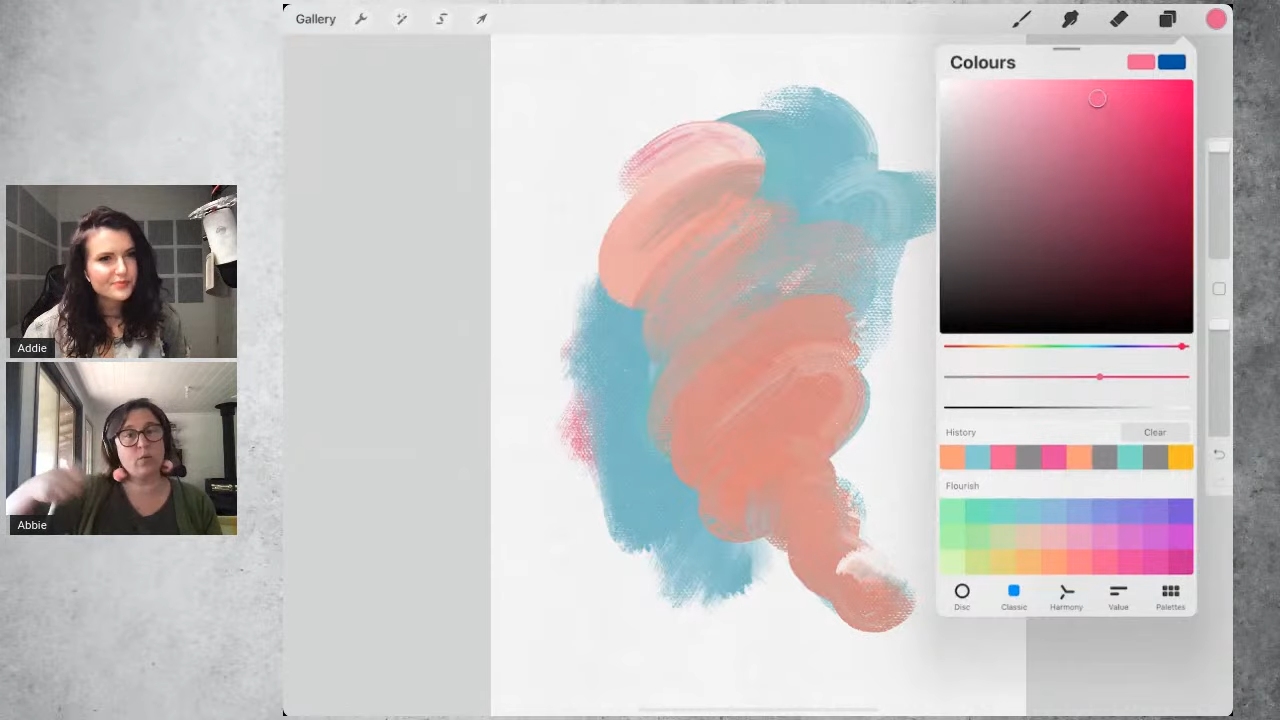 Gallery
Colours
Addie
Abbie
History
Clear
Flourish
Disc
Classic
Harmony
Value
Palettes